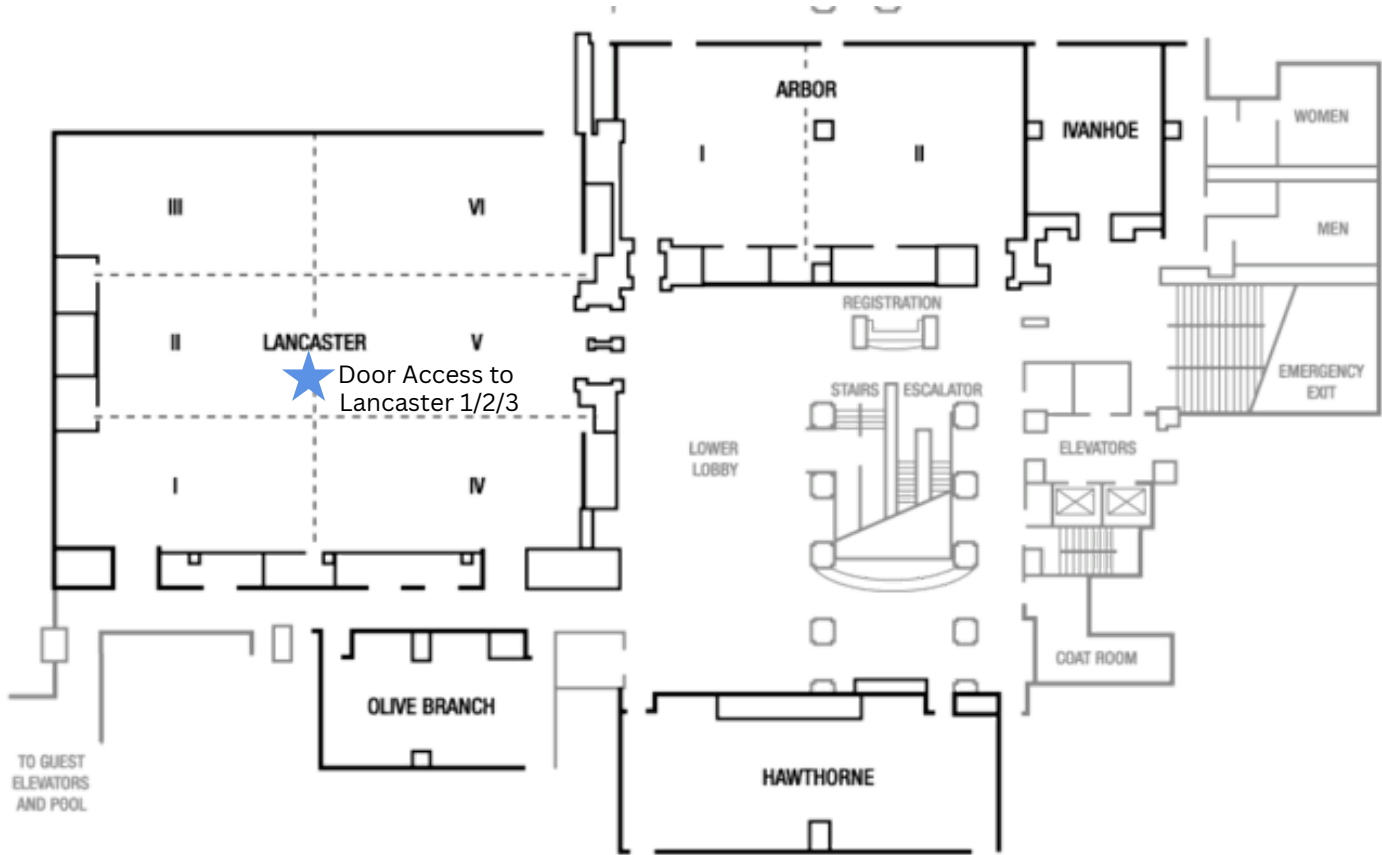 ARBOR
I
II
IVANHOE
WOMEN
MEN
III
VI
II
LANCASTER
V
Door Access to
Lancaster 1/2/3
I
IV
REGISTRATION
STAIRS
ESCALATOR
LOWER
LOBBY
EMERGENCY
EXIT
ELEVATORS
COAT ROOM
OLIVE BRANCH
HAWTHORNE
TO GUEST
ELEVATORS
AND POOL